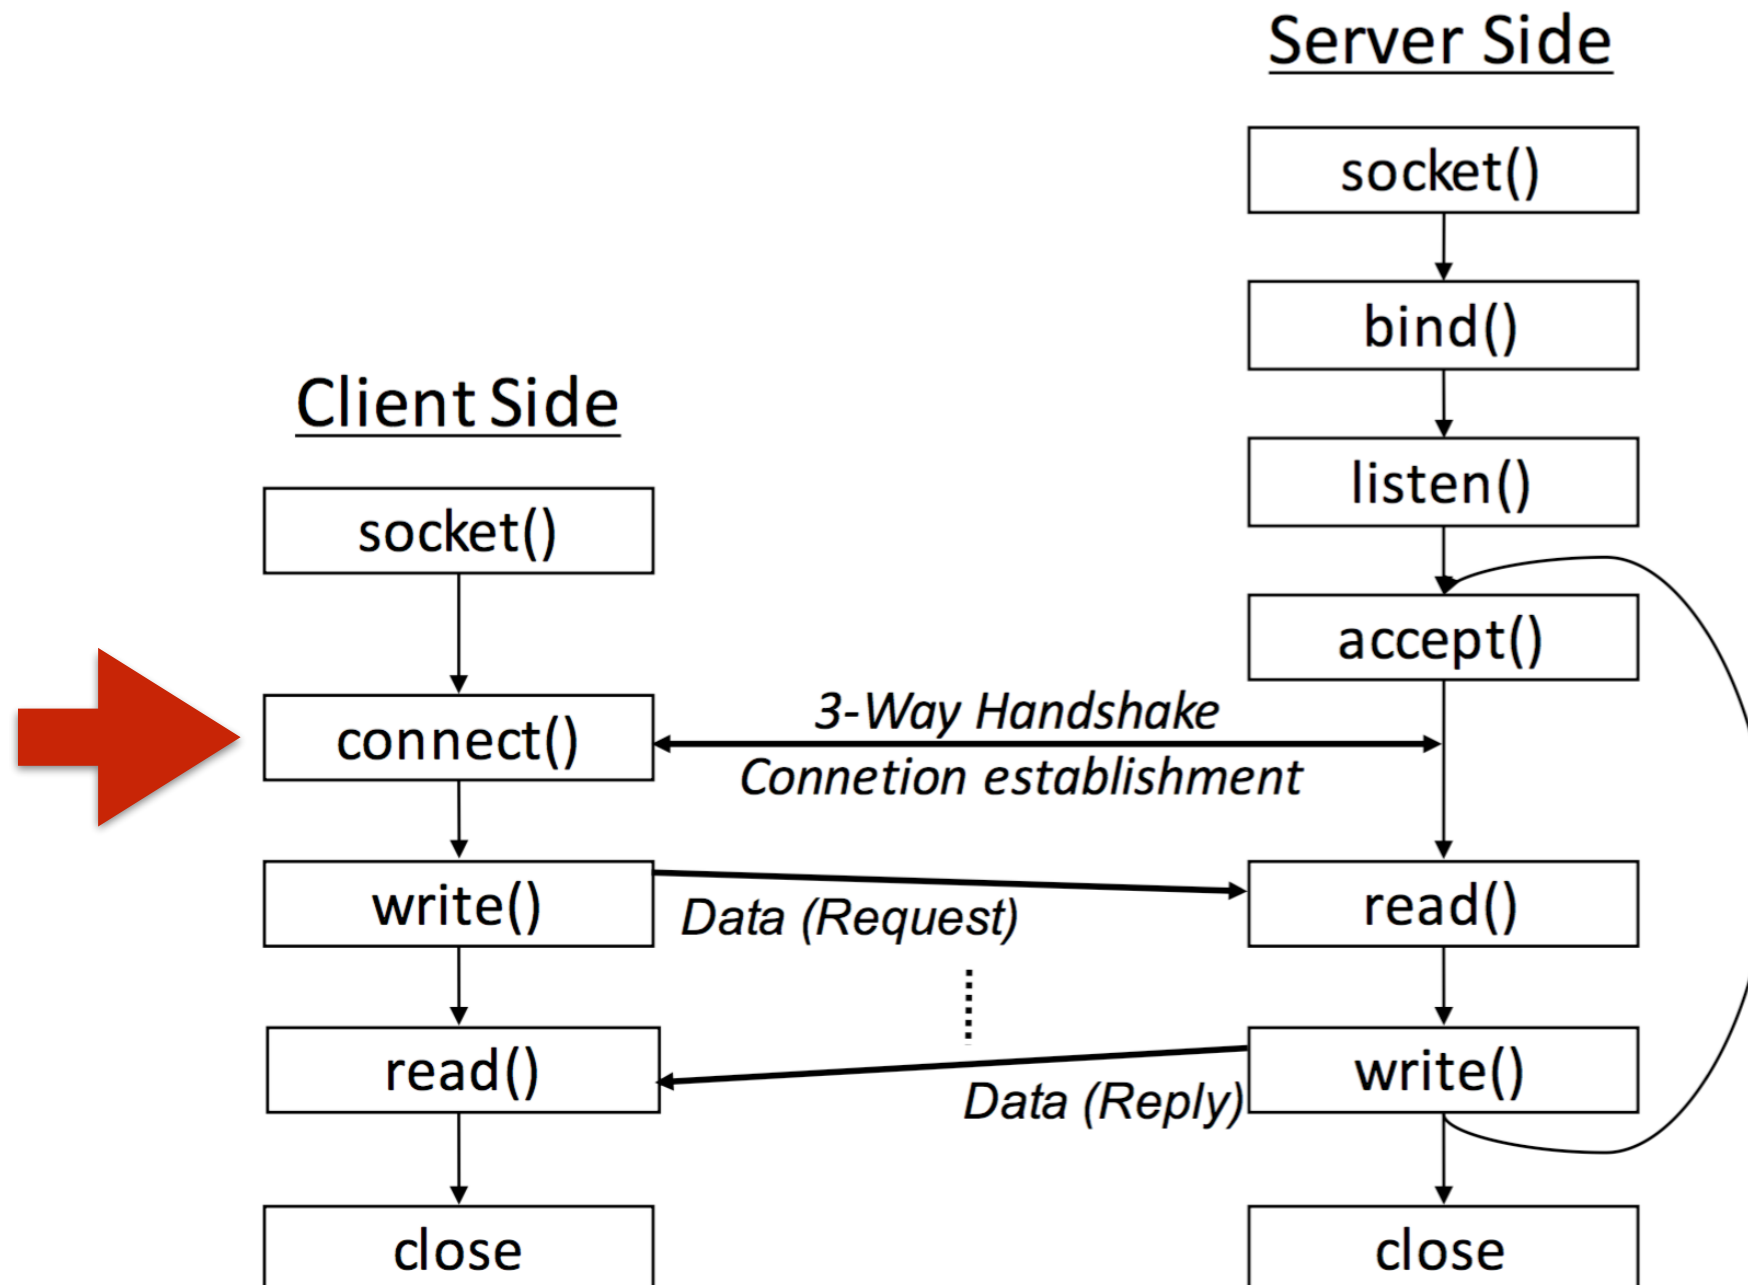 Server Side
socket()
bind()
listen()
accept()
Client Side
socket()
connect()
3-Way Handshake
Connetion establishment
write()
Data (Request)
read()
read()
Data (Reply)
write()
close
close